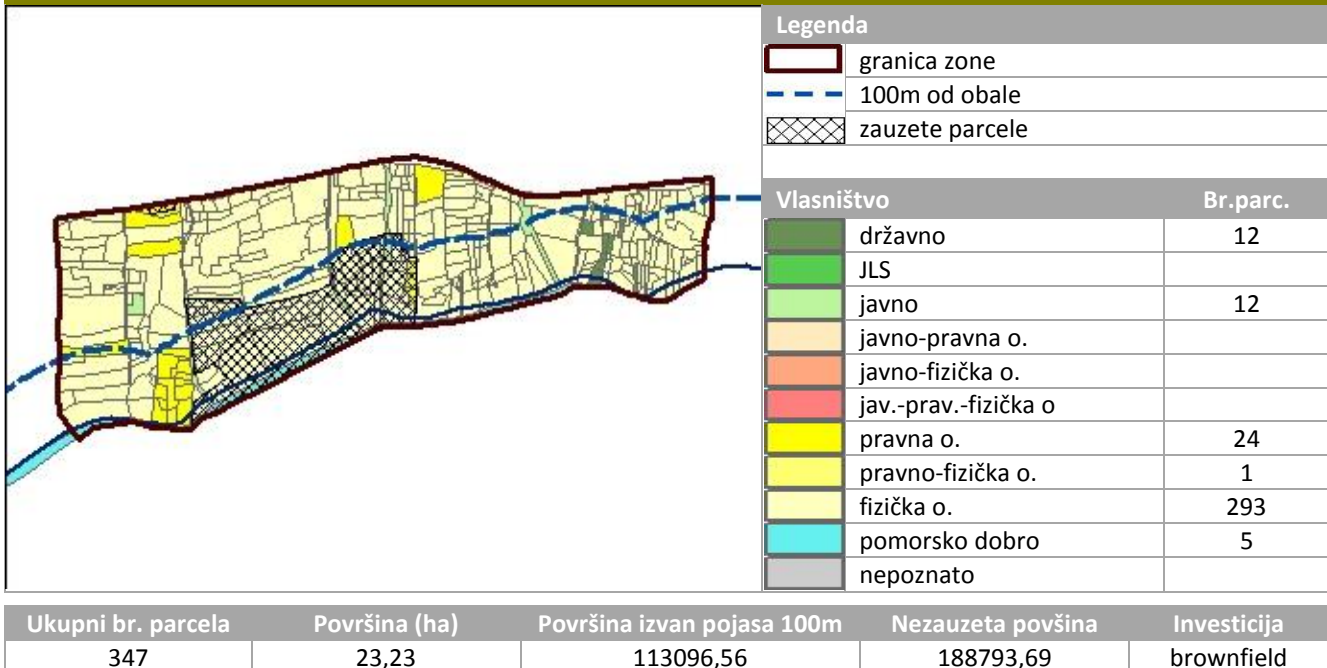 Legenda
granica zone
100m od obale
zauzete parcele
Vlasništvo Br.parc.
državno 12
JLS
javno 12
javno-pravna o.
javno-fizička o.
jav.-prav.-fizička o
pravna o. 24
pravno-fizička o. 1
fizička o. 293
pomorsko dobro 5
nepoznato
Ukupni br. parcela Površina (ha) Površina izvan pojasa 100m Nezauzeta povšina Investicija
347 23,23 113096,56 188793,69 brownfield